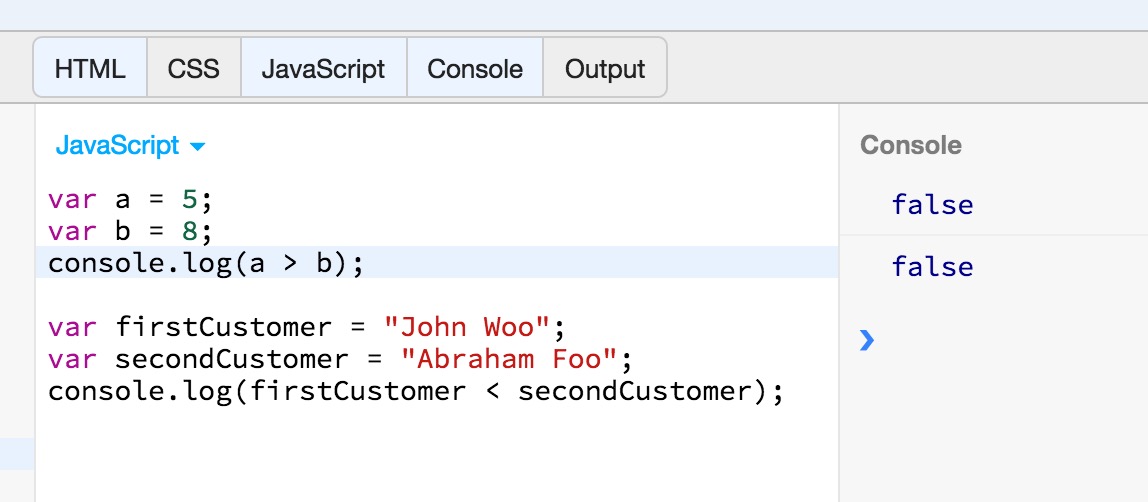 HTML CSS JavaScript Console Output
JavaScript
var a = 5;
var b = 8;
console.log(a > b);
var firstCustomer = "John Woo";
var secondCustomer = "Abraham Foo";
console.log(firstCustomer < secondCustomer);
Console
false
false